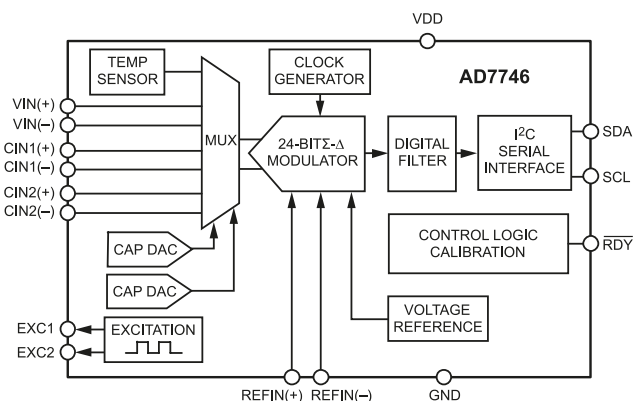 VDD
TEMP
SENSOR
CLOCK
GENERATOR
AD7746
VIN(+)
VIN(–)
CIN1(+)
CIN1(–)
CIN2(+)
CIN2(–)
MUX
24-BITΣ-Δ
MODULATOR
DIGITAL
FILTER
I²C
SERIAL
INTERFACE
SDA
SCL
CAP DAC
CAP DAC
CONTROL LOGIC
CALIBRATION
RDY
EXC1
EXC2
EXCITATION
VOLTAGE
REFERENCE
REFIN(+)
REFIN(–)
GND